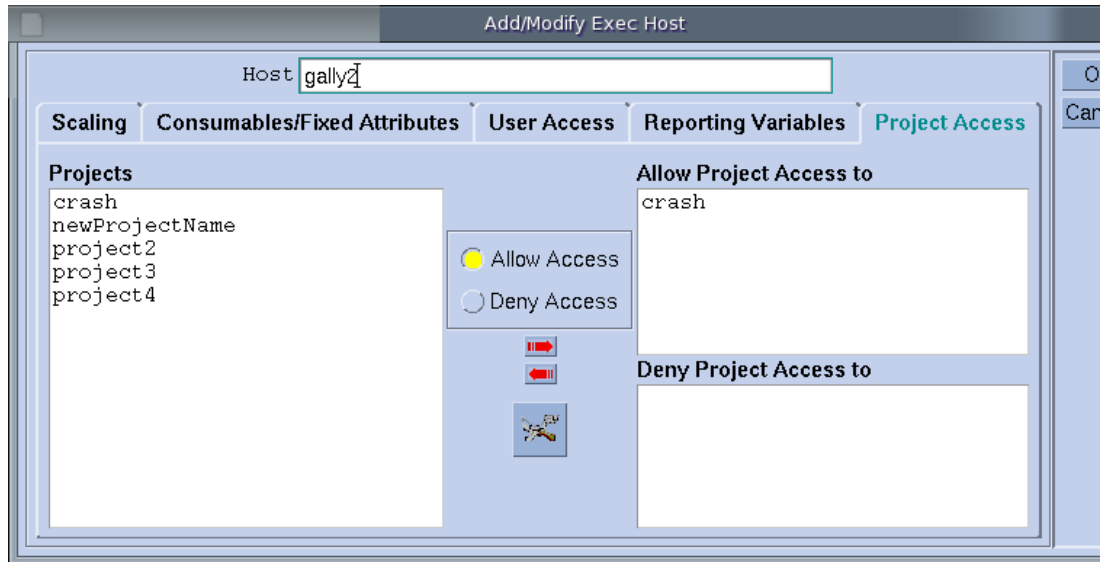 Add/Modify Exec Host
Host gally2
O
Can
Scaling Consumables/Fixed Attributes User Access Reporting Variables Project Access
Projects
crash
newProjectName
project2
project3
project4
Allow Access
Deny Access
Allow Project Access to
crash
Deny Project Access to